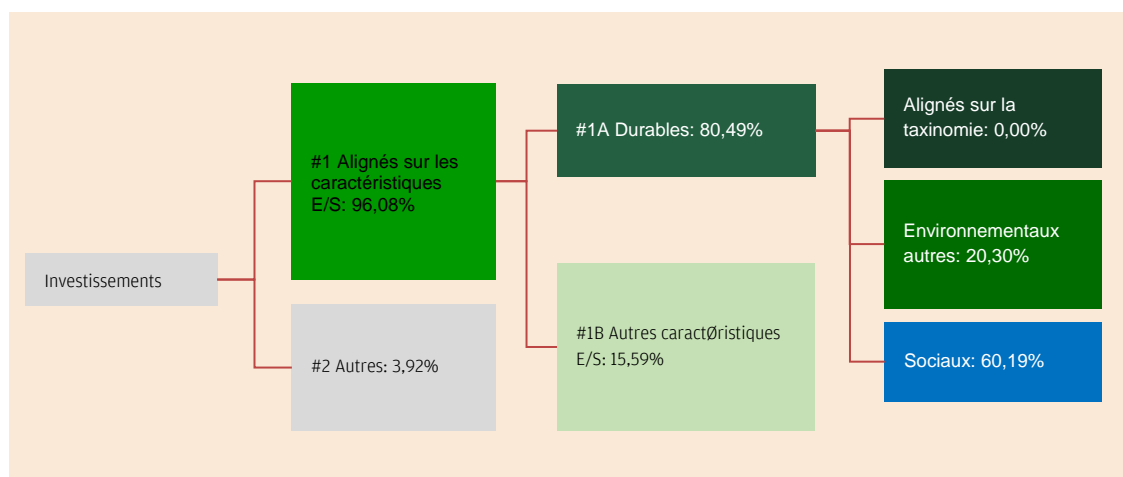 Investissements
#1 Alignés sur les
caractéristiques
E/S: 96,08%
#2 Autres: 3,92%
#1A Durables: 80,49%
#1B Autres caractØristiques
E/S: 15,59%
Alignés sur la
taxinomie: 0,00%
Environnementaux
autres: 20,30%
Sociaux: 60,19%